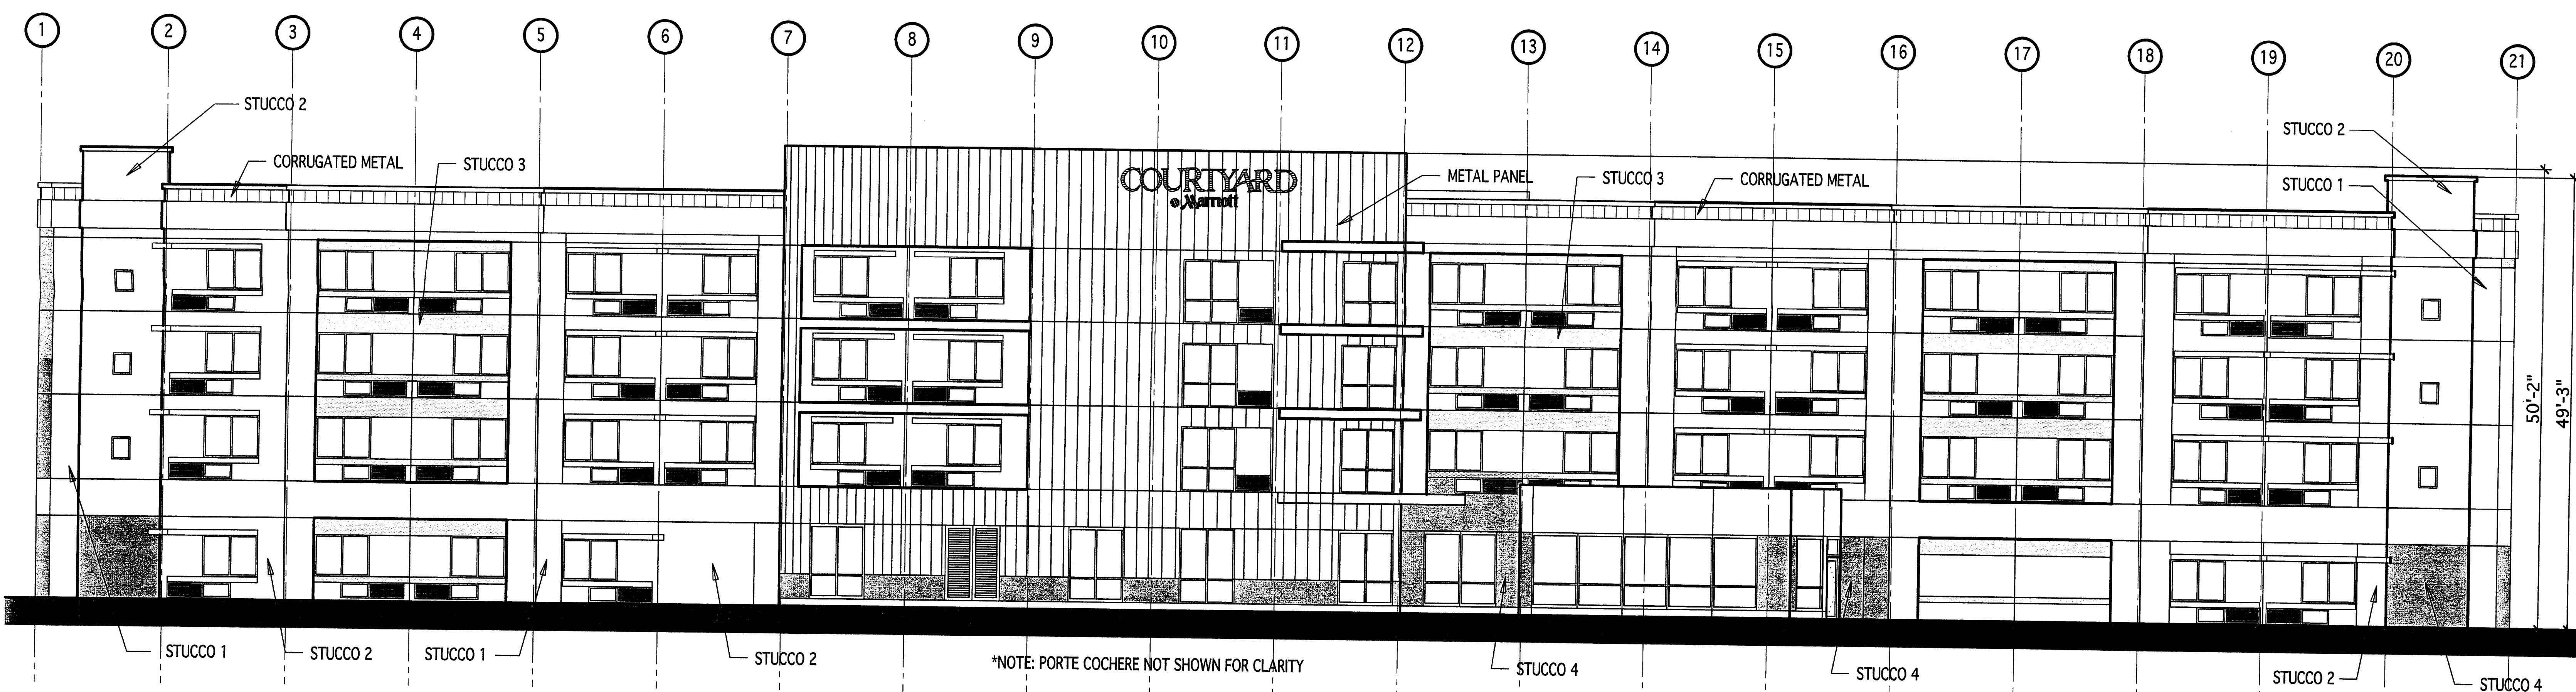 1 2 3 4 5 6 7 8 9 10 11 12 13 14 15 16 17 18 19 20 21
STUCCO 2
CORRUGATED METAL
STUCCO 3
COURTYARD
Marriott
METAL PANEL
STUCCO 3
CORRUGATED METAL
STUCCO 2
STUCCO 1
50'-2"
49'-3"
STUCCO 1
STUCCO 2
STUCCO 1
STUCCO 2
*NOTE: PORTE COCHERE NOT SHOWN FOR CLARITY
STUCCO 4
STUCCO 4
STUCCO 2
STUCCO 4